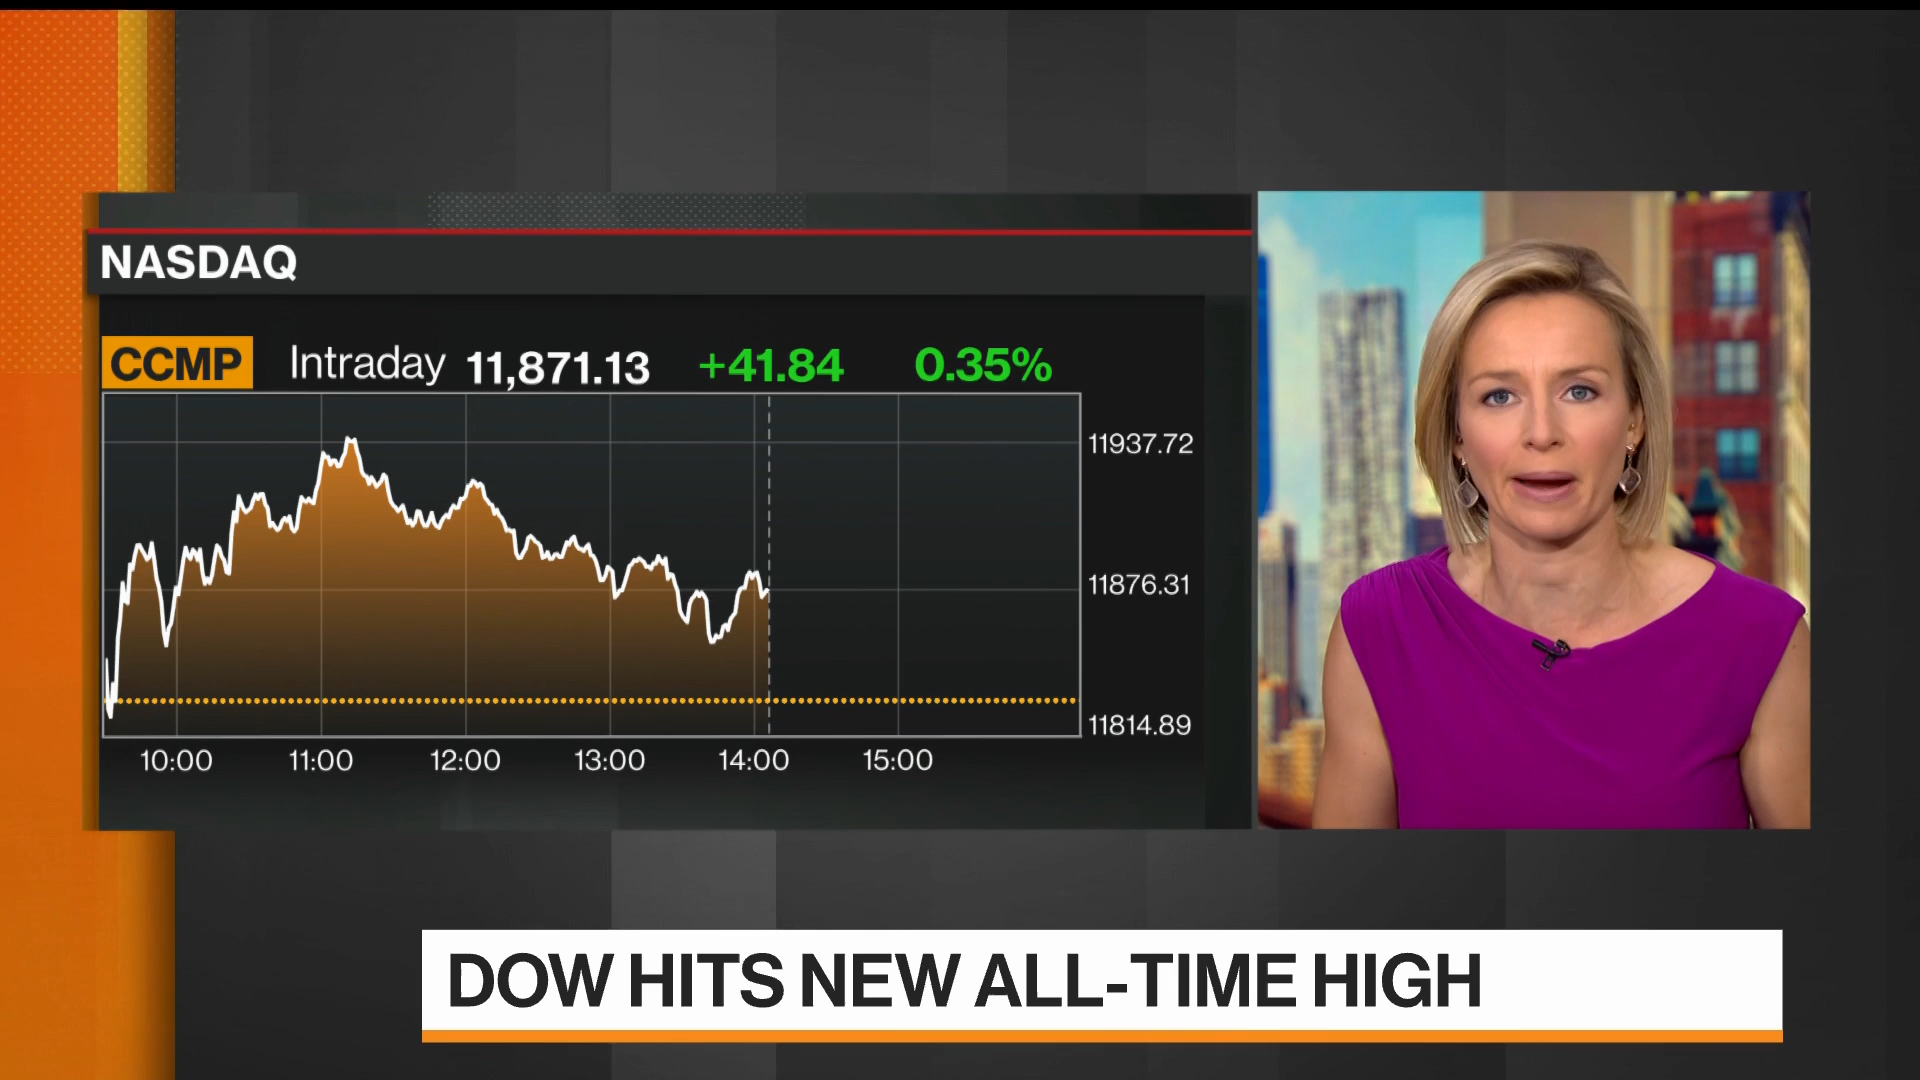 NASDAQ
CCMP Intraday 11,871.13 +41.84 0.35%
11937.72
11876.31
11814.89
10:00 11:00 12:00 13:00 14:00 15:00
DOW HITS NEW ALL-TIME HIGH